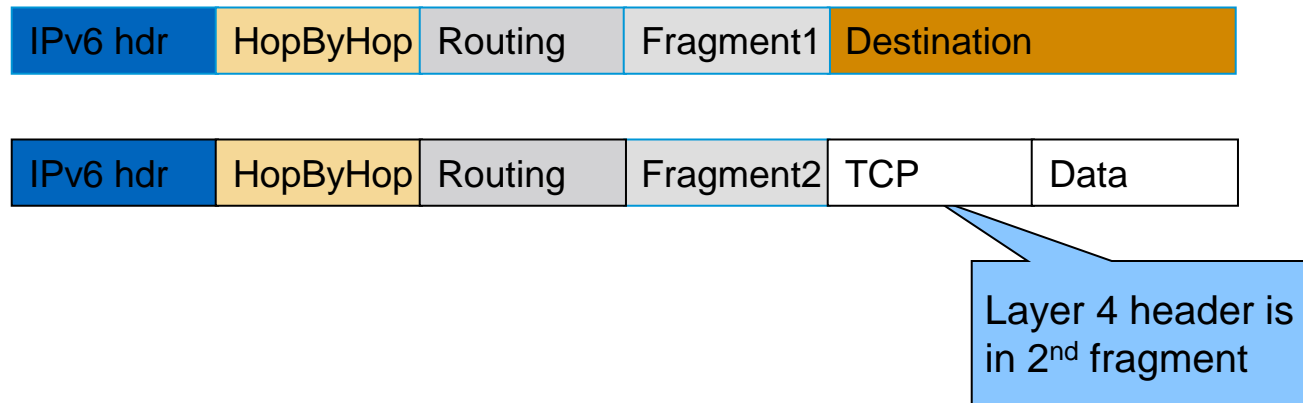 IPv6 hdr HopByHop Routing Fragment1 Destination
IPv6 hdr HopByHop Routing Fragment2 TCP Data
Layer 4 header is
in 2nd fragment